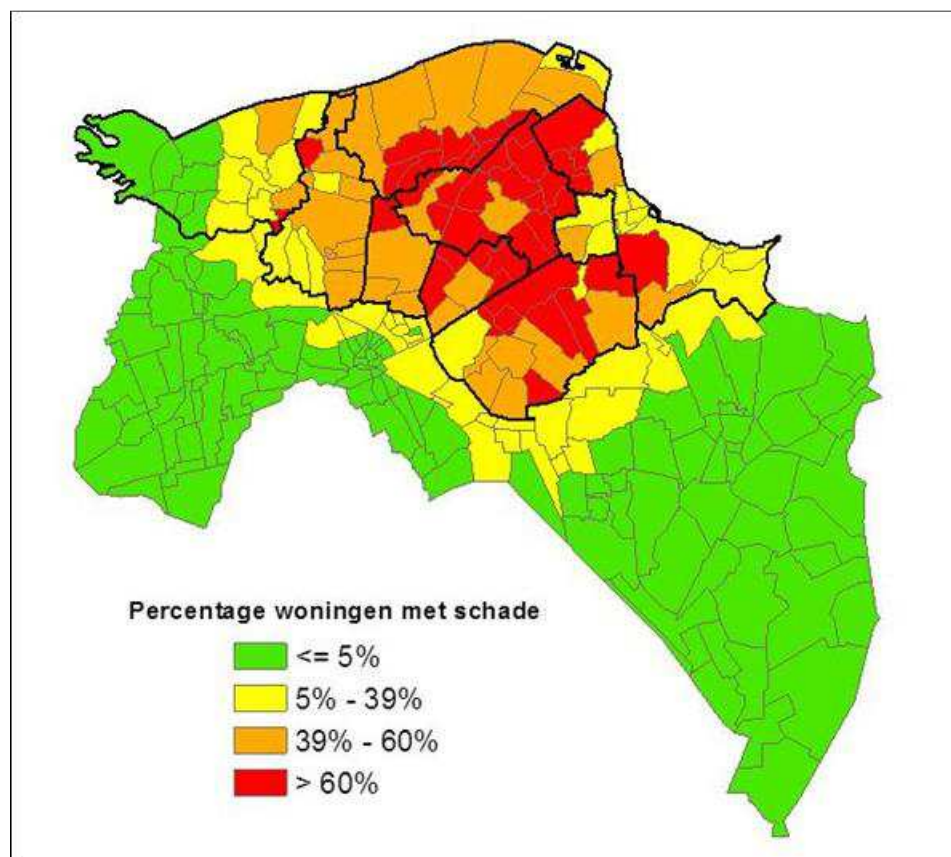 Percentage woningen met schade
<= 5%
5% - 39%
39% - 60%
> 60%